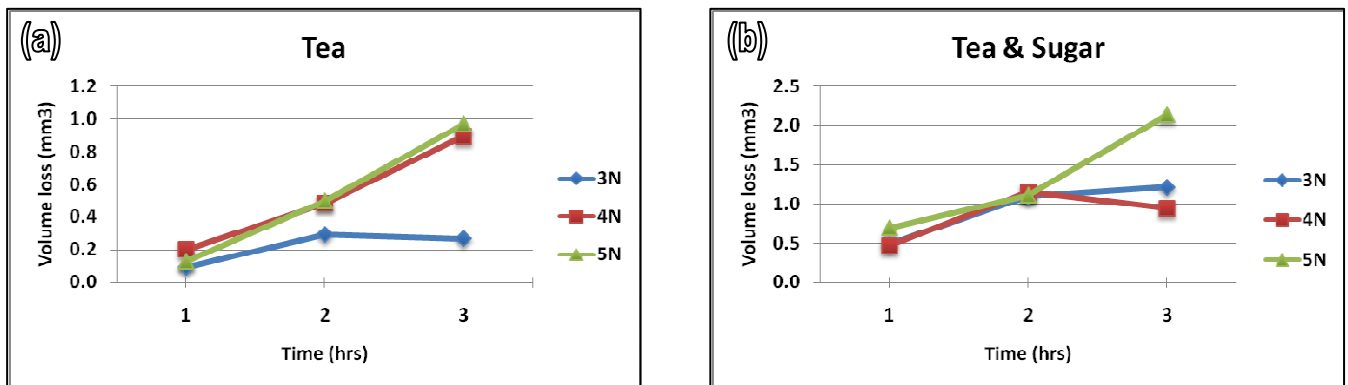 (a)
Tea
Volume loss (mm3)
1.2
1.0
0.8
0.6
0.4
0.2
0.0
1 2 3
Time (hrs)
3N
4N
5N
(b)
Tea & Sugar
Volume loss (mm3)
2.5
2.0
1.5
1.0
0.5
0.0
1 2 3
Time (hrs)
3N
4N
5N